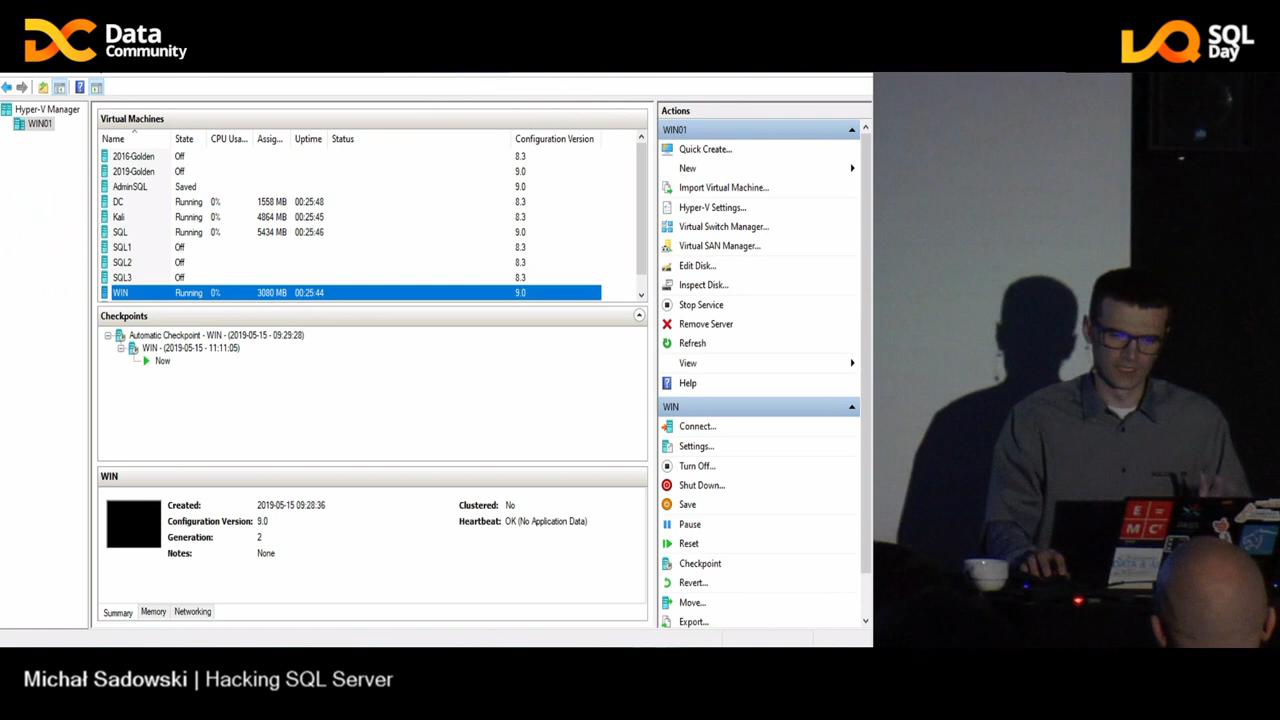 Data
Community
SQL
Day
Hyper-V Manager
WIN01
Virtual Machines
Name State CPU Usa... Assig... Uptime Status Configuration Version
2016-Golden Off 8.3
2019-Golden Off 9.0
AdminSQL Saved 9.0
DC Running 0% 1558 MB 00:25:48 8.3
Kali Running 0% 4864 MB 00:25:45 8.3
SQL Running 0% 5434 MB 00:25:46 8.3
SQL1 Off 8.3
SQL2 Off 8.3
SQL3 Off 8.3
WIN Running 0% 3080 MB 00:25:44 9.0
Checkpoints
Automatic Checkpoint - WIN - (2019-05-15 - 09:29:28)
WIN - (2019-05-15 - 11:11:05)
Now
WIN
Created: 2019-05-15 09:28:36 Clustered: No
Configuration Version: 9.0 Heartbeat: OK (No Application Data)
Generation: 2
Notes: None
Summary Memory Networking
Actions
WIN01
Quick Create...
New
Import Virtual Machine...
Hyper-V Settings...
Virtual Switch Manager...
Virtual SAN Manager...
Edit Disk...
Inspect Disk...
Stop Service
Remove Server
Refresh
View
Help
WIN
Connect...
Settings...
Turn Off...
Shut Down...
Save
Pause
Reset
Checkpoint
Revert...
Move...
Export...
E =
MC²
Michał Sadowski | Hacking SQL Server